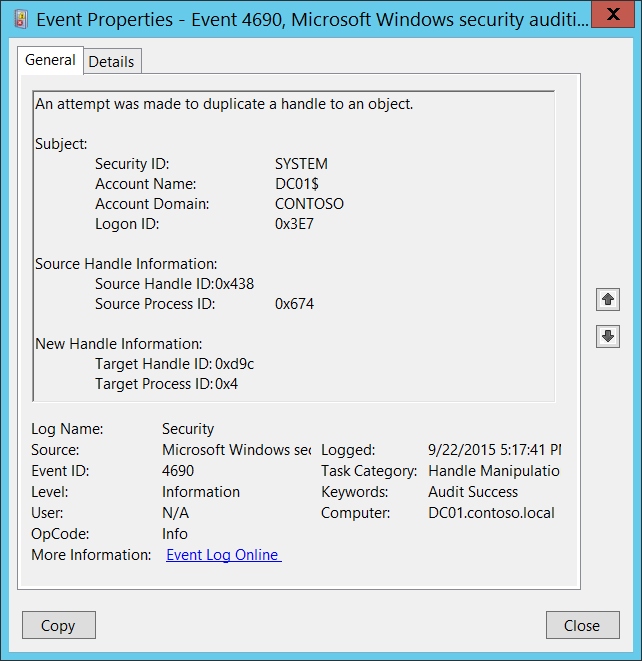 Event Properties - Event 4690, Microsoft Windows security auditi...
X
General Details
An attempt was made to duplicate a handle to an object.
Subject:
Security ID: SYSTEM
Account Name: DC01$
Account Domain: CONTOSO
Logon ID: 0x3E7
Source Handle Information:
Source Handle ID:0x438
Source Process ID: 0x674
New Handle Information:
Target Handle ID: 0xd9c
Target Process ID: 0x4
Log Name: Security
Source: Microsoft Windows sec Logged: 9/22/2015 5:17:41 PM
Event ID: 4690 Task Category: Handle Manipulatio
Level: Information Keywords: Audit Success
User: N/A Computer: DC01.contoso.local
OpCode: Info
More Information: Event Log Online
Copy Close